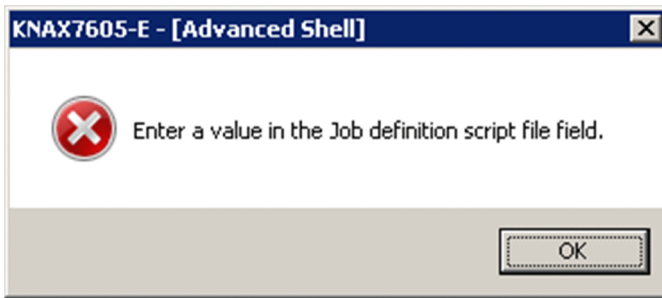 KNAX7605-E - [Advanced Shell]
Enter a value in the Job definition script file field.
OK